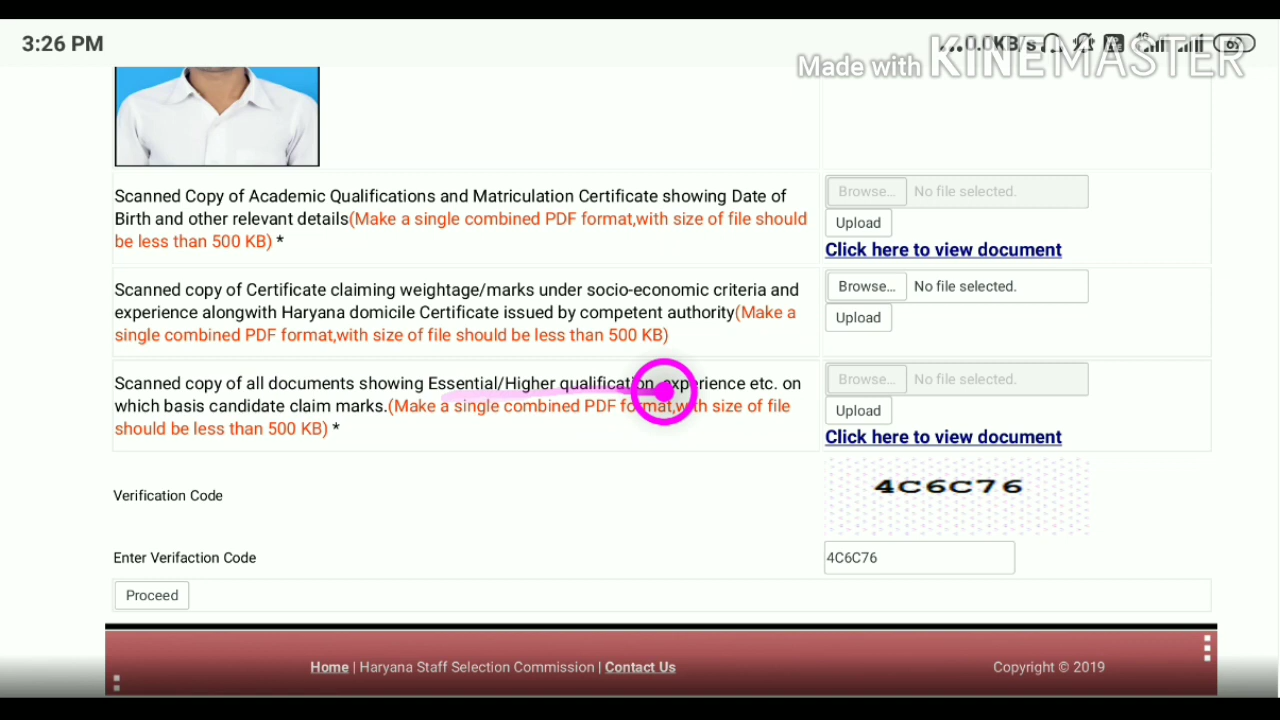 3:26 PM
...0.0KB/s
Made with KINEMASTER
Scanned Copy of Academic Qualifications and Matriculation Certificate showing Date of
Birth and other relevant details(Make a single combined PDF format,with size of file should
be less than 500 KB) *
Browse... No file selected.
Upload
Click here to view document
Scanned copy of Certificate claiming weightage/marks under socio-economic criteria and
experience alongwith Haryana domicile Certificate issued by competent authority(Make a
single combined PDF format,with size of file should be less than 500 KB)
Browse... No file selected.
Upload
Scanned copy of all documents showing Essential/Higher qualification, experience etc. on
which basis candidate claim marks.(Make a single combined PDF format,with size of file
should be less than 500 KB) *
Browse... No file selected.
Upload
Click here to view document
Verification Code
4C6C76
Enter Verifaction Code
4C6C76
Proceed
Home | Haryana Staff Selection Commission | Contact Us
Copyright © 2019